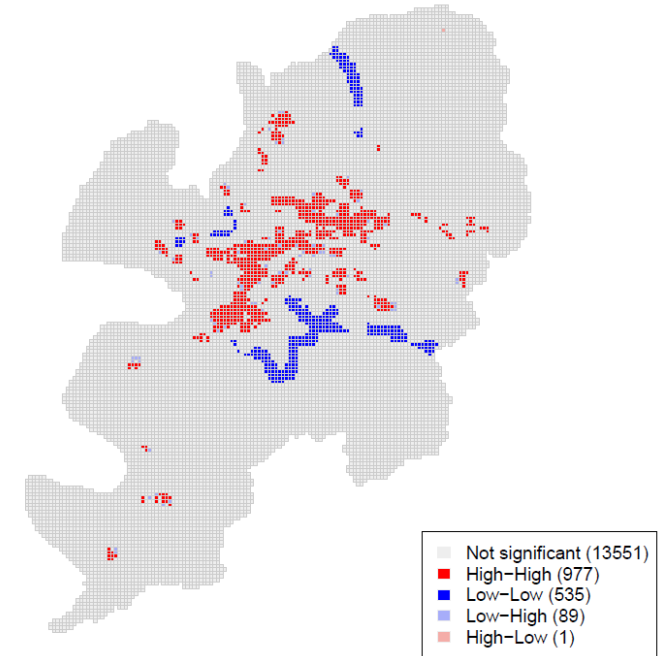 Not significant (13551)
High−High (977)
Low−Low (535)
Low−High (89)
High−Low (1)